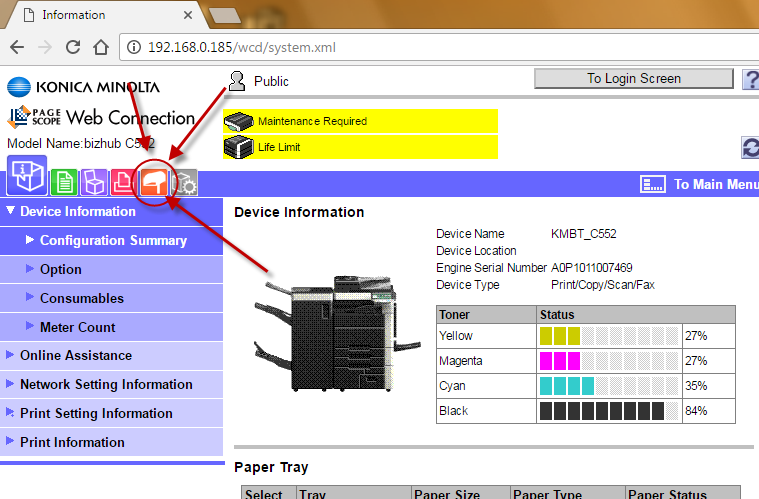 Information
192.168.0.185/wcd/system.xml
KONICA MINOLTA
Public
To Login Screen
?
PAGE SCOPE Web Connection
Maintenance Required
Model Name:bizhub C552
Life Limit
To Main Menu
Device Information
Configuration Summary
Option
Consumables
Meter Count
Online Assistance
Network Setting Information
Print Setting Information
Print Information
Device Information
Device Name KMBT_C552
Device Location
Engine Serial Number A0P1011007469
Device Type Print/Copy/Scan/Fax
Toner Status
Yellow 27%
Magenta 27%
Cyan 35%
Black 84%
Paper Tray
Select Tray Paper Size Paper Type Paper Status